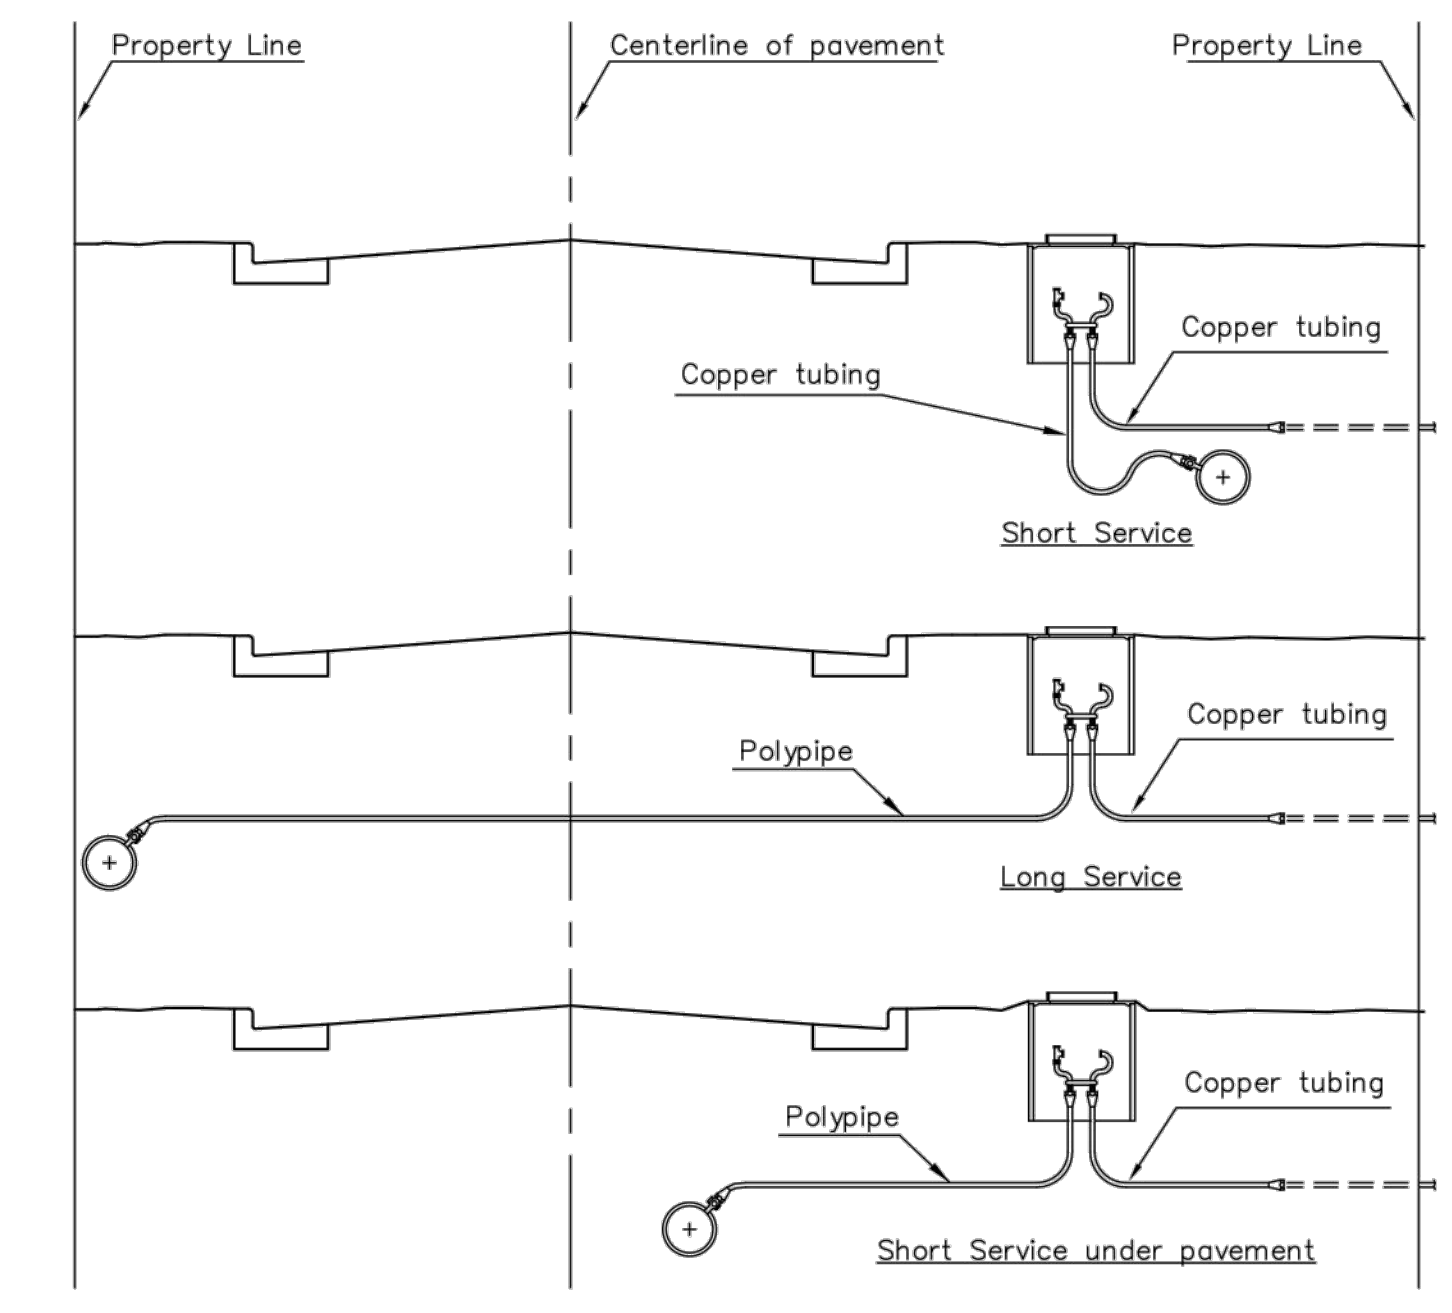 Property Line
Centerline of pavement
Property Line
Copper tubing
Copper tubing
Short Service
Copper tubing
Polypipe
Long Service
Copper tubing
Polypipe
Short Service under pavement